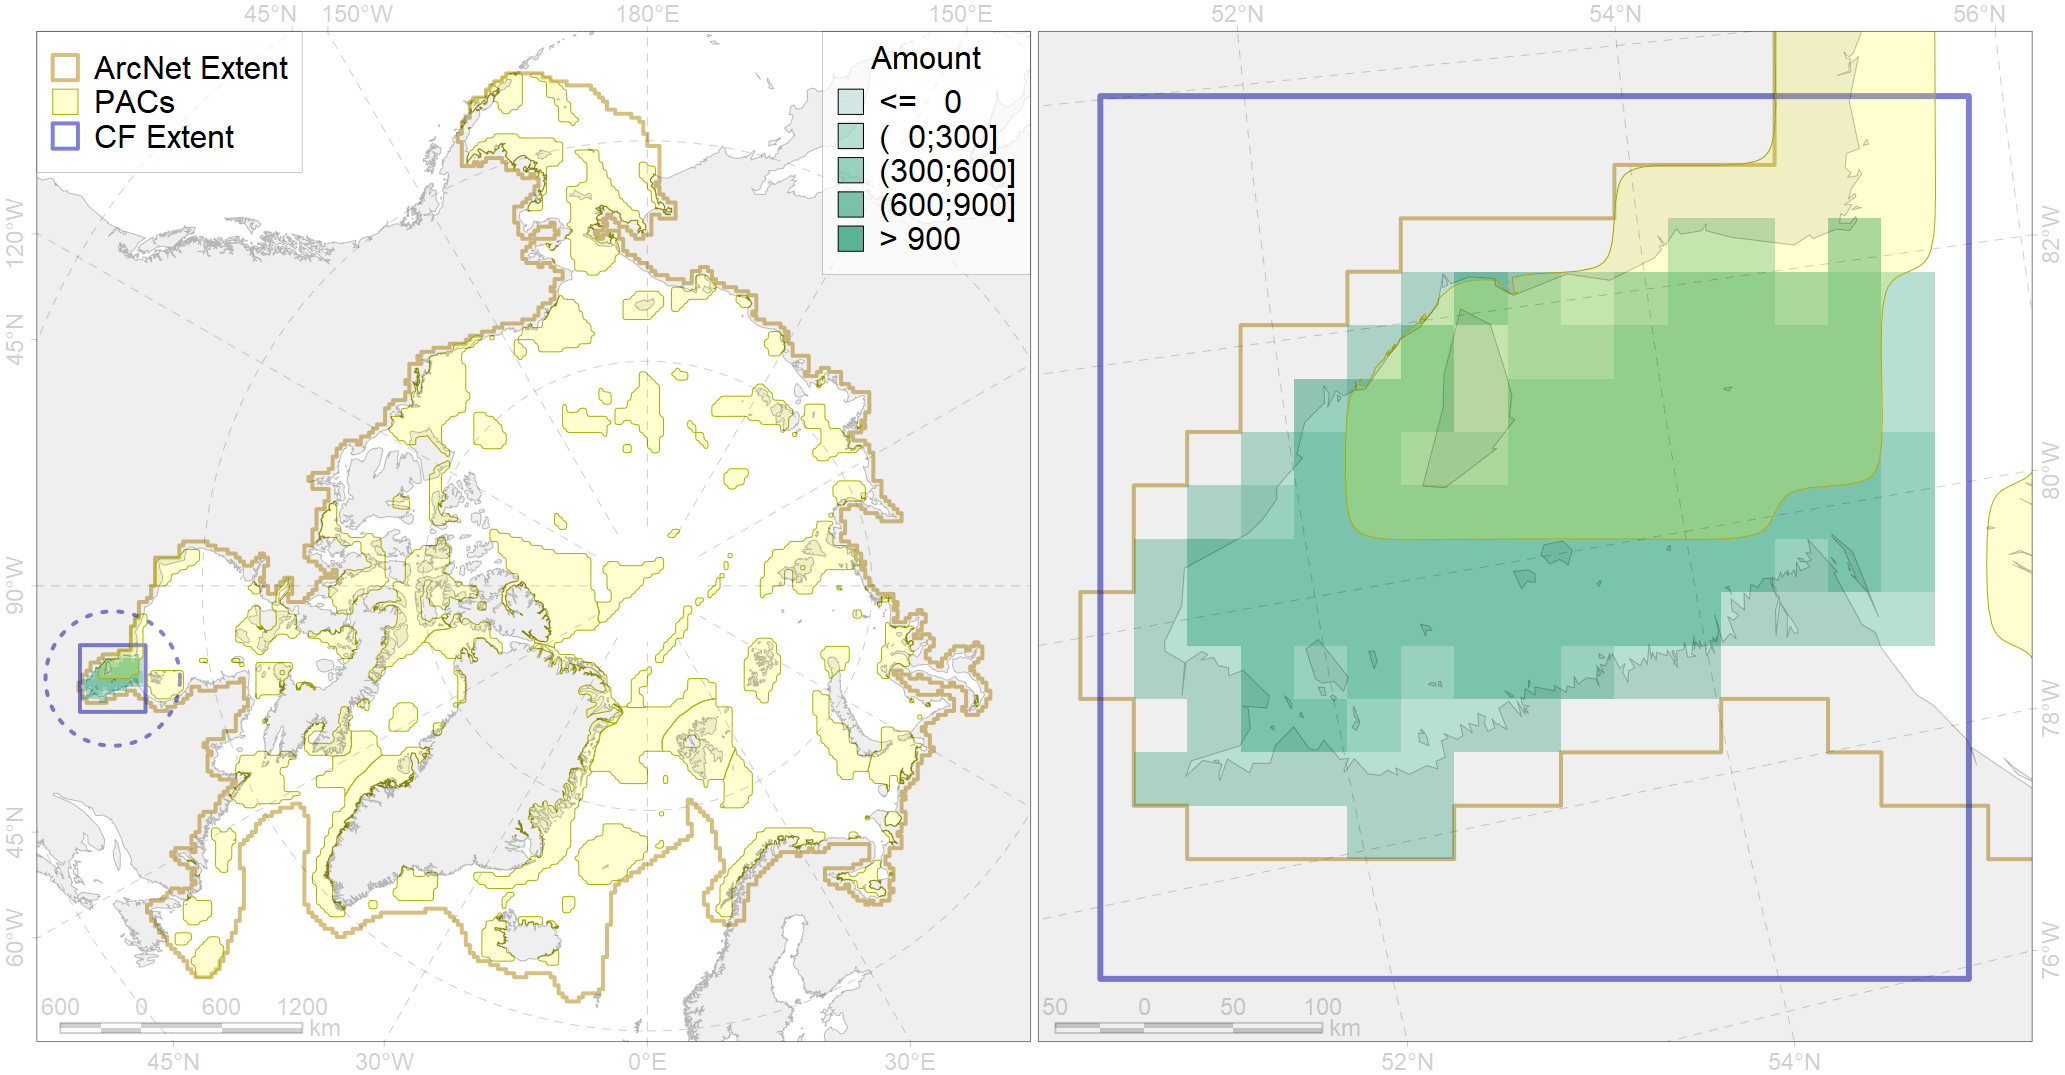 45°N 150°W 180°E 150°E 52°N 54°N 56°N
ArcNet Extent
PACs
CF Extent
Amount
<= 0
( 0;300]
(300;600]
(600;900]
> 900
120°W
45°N
90°W
45°N
60°W
82°W
80°W
78°W
76°W
600 0 600 1200
km
50 0 50 100
km
45°N 30°W 0°E 30°E 52°N 54°N